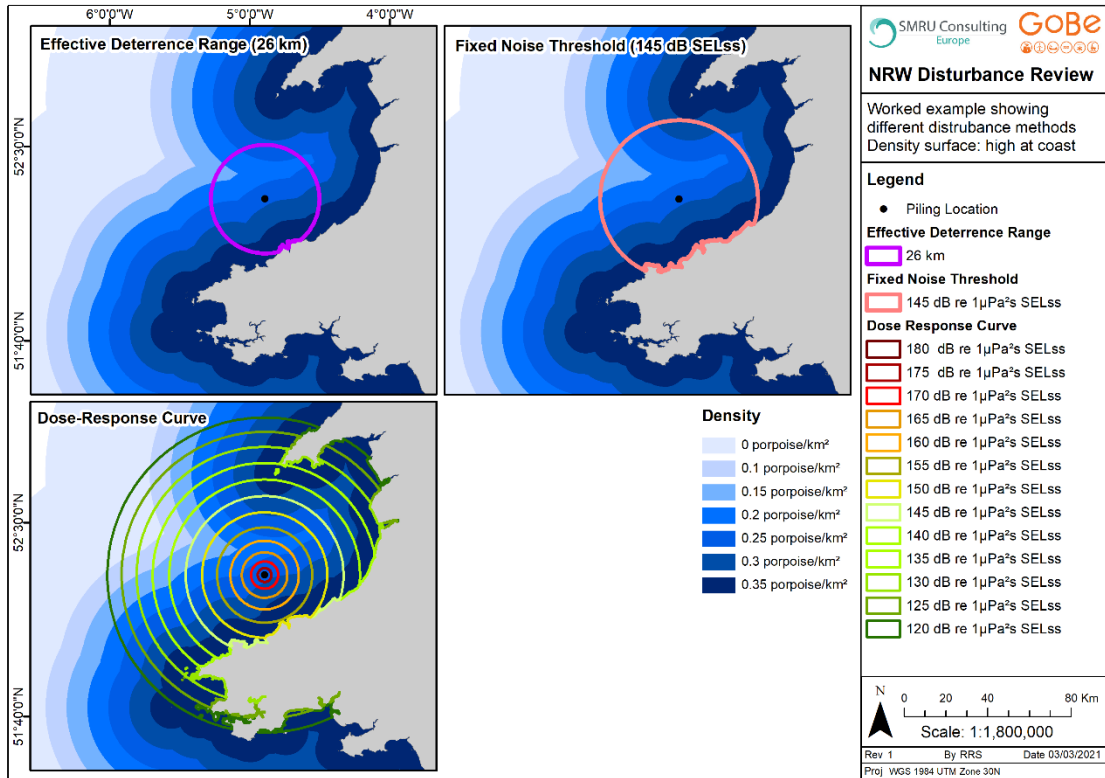 6°0'0"W 5°0'0"W 4°0'0"W
Effective Deterrence Range (26 km)
Fixed Noise Threshold (145 dB SELss)
52°30'0"N
51°40'0"N
Dose-Response Curve
52°30'0"N
51°40'0"N
Density
0 porpoise/km²
0.1 porpoise/km²
0.15 porpoise/km²
0.2 porpoise/km²
0.25 porpoise/km²
0.3 porpoise/km²
0.35 porpoise/km²
SMRU Consulting
Europe
GoBe
NRW Disturbance Review
Worked example showing
different distrubance methods
Density surface: high at coast
Legend
Piling Location
Effective Deterrence Range
26 km
Fixed Noise Threshold
145 dB re 1µPa²s SELss
Dose Response Curve
180 dB re 1µPa²s SELss
175 dB re 1µPa²s SELss
170 dB re 1µPa²s SELss
165 dB re 1µPa²s SELss
160 dB re 1µPa²s SELss
155 dB re 1µPa²s SELss
150 dB re 1µPa²s SELss
145 dB re 1µPa²s SELss
140 dB re 1µPa²s SELss
135 dB re 1µPa²s SELss
130 dB re 1µPa²s SELss
125 dB re 1µPa²s SELss
120 dB re 1µPa²s SELss
N
0 20 40 80 Km
Scale: 1:1,800,000
Rev 1 By RRS Date 03/03/2021
Proj WGS 1984 UTM Zone 30N